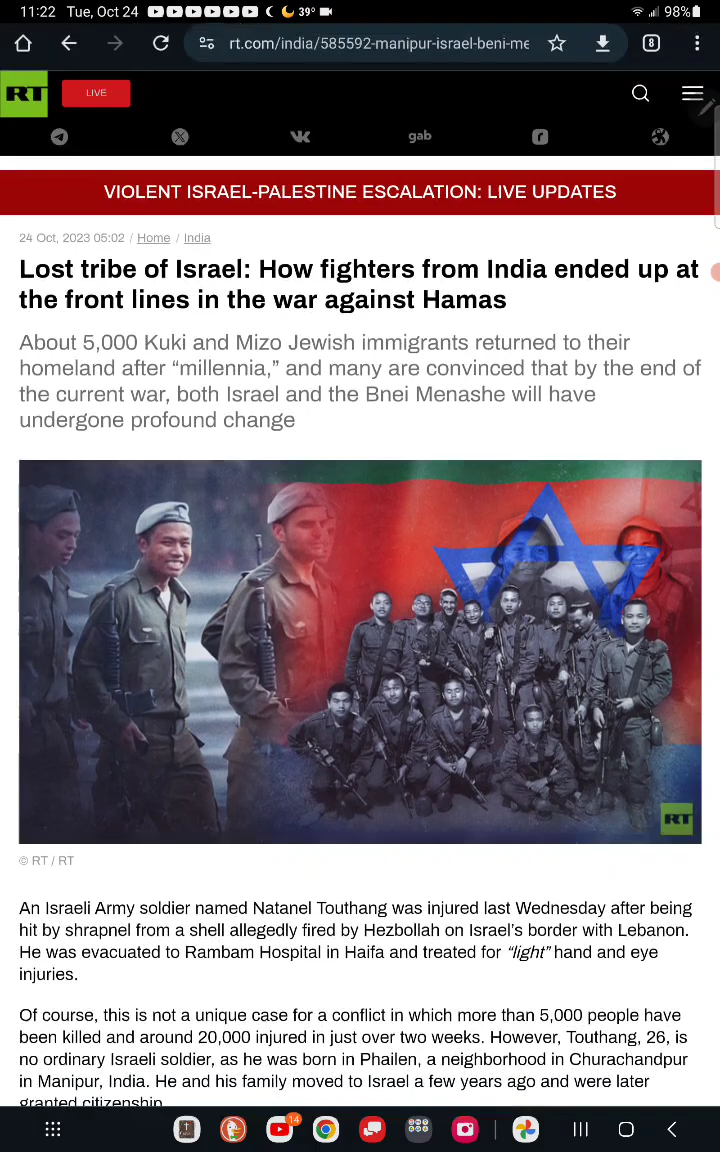 11:22 Tue, Oct 24 39° 98%
rt.com/india/585592-manipur-israel-beni-me 8
RT LIVE
gab
VIOLENT ISRAEL-PALESTINE ESCALATION: LIVE UPDATES
24 Oct, 2023 05:02 / Home / India
Lost tribe of Israel: How fighters from India ended up at
the front lines in the war against Hamas
About 5,000 Kuki and Mizo Jewish immigrants returned to their
homeland after “millennia,” and many are convinced that by the end of
the current war, both Israel and the Bnei Menashe will have
undergone profound change
RT
© RT / RT
An Israeli Army soldier named Natanel Touthang was injured last Wednesday after being
hit by shrapnel from a shell allegedly fired by Hezbollah on Israel’s border with Lebanon.
He was evacuated to Rambam Hospital in Haifa and treated for “light” hand and eye
injuries.
Of course, this is not a unique case for a conflict in which more than 5,000 people have
been killed and around 20,000 injured in just over two weeks. However, Touthang, 26, is
no ordinary Israeli soldier, as he was born in Phailen, a neighborhood in Churachandpur
in Manipur, India. He and his family moved to Israel a few years ago and were later
granted citizenship.
14